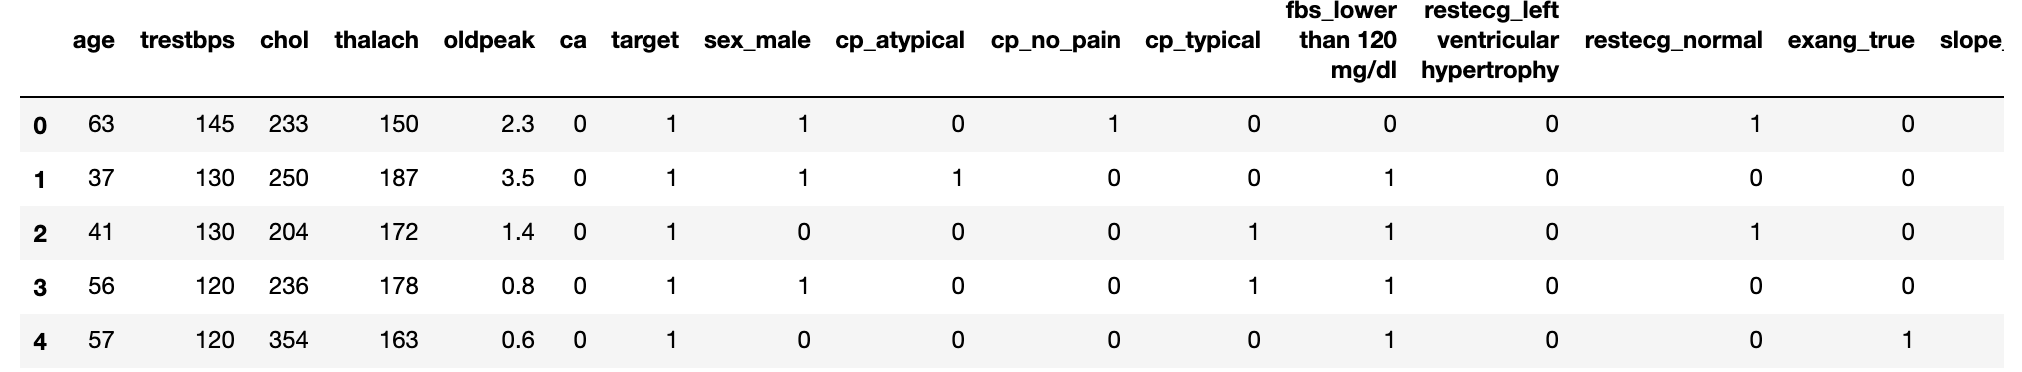 age trestbps chol thalach oldpeak ca target sex_male cp_atypical cp_no_pain cp_typical fbs_lower than 120 mg/dl restecg_left ventricular hypertrophy restecg_normal exang_true slope_
0 63 145 233 150 2.3 0 1 1 0 1 0 0 0 1 0
1 37 130 250 187 3.5 0 1 1 1 0 0 1 0 0 0
2 41 130 204 172 1.4 0 1 0 0 0 1 1 0 1 0
3 56 120 236 178 0.8 0 1 1 0 0 1 1 0 0 0
4 57 120 354 163 0.6 0 1 0 0 0 0 1 0 0 1